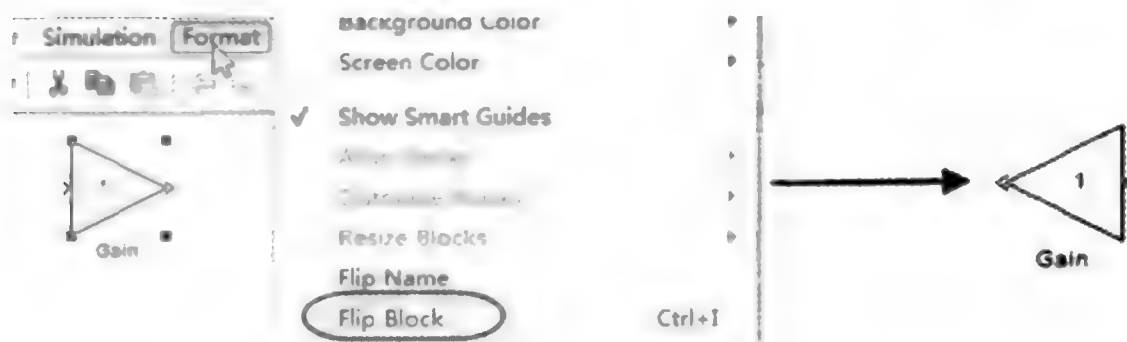 Simulation Format
Background Color
Screen Color
✓ Show Smart Guides
Resize Blocks
Flip Name
Flip Block Ctrl+I
Gain
1
Gain